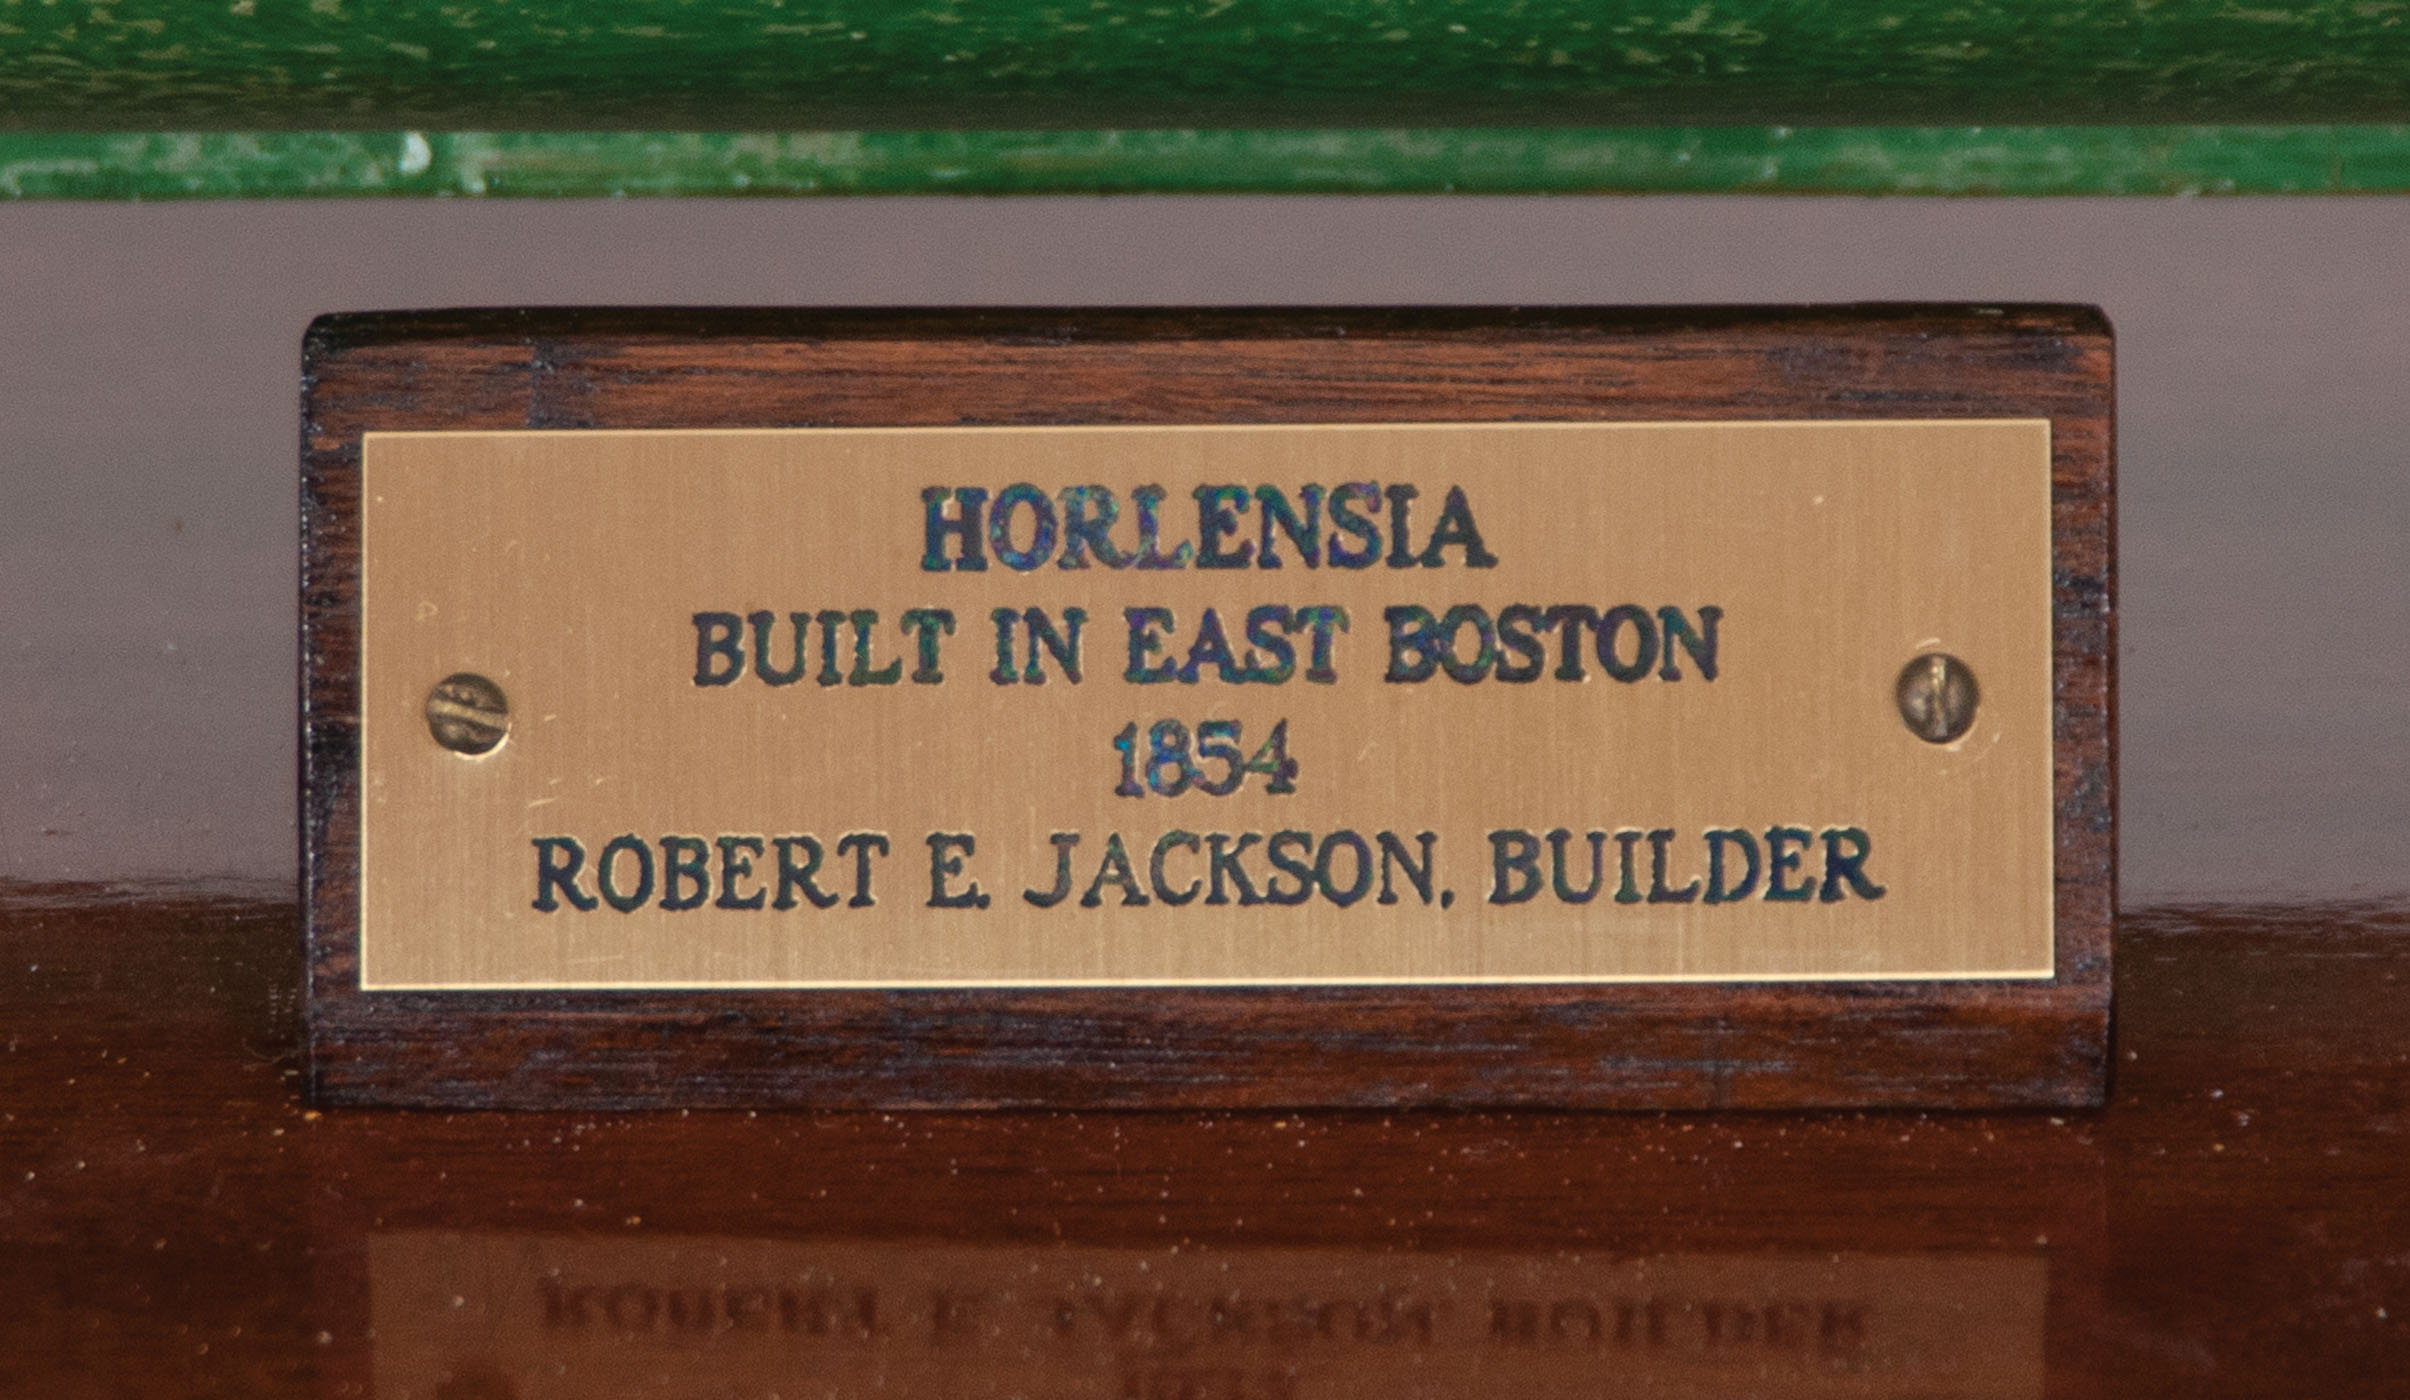 HORLENSIA
BUILT IN EAST BOSTON
1854
ROBERT E. JACKSON, BUILDER